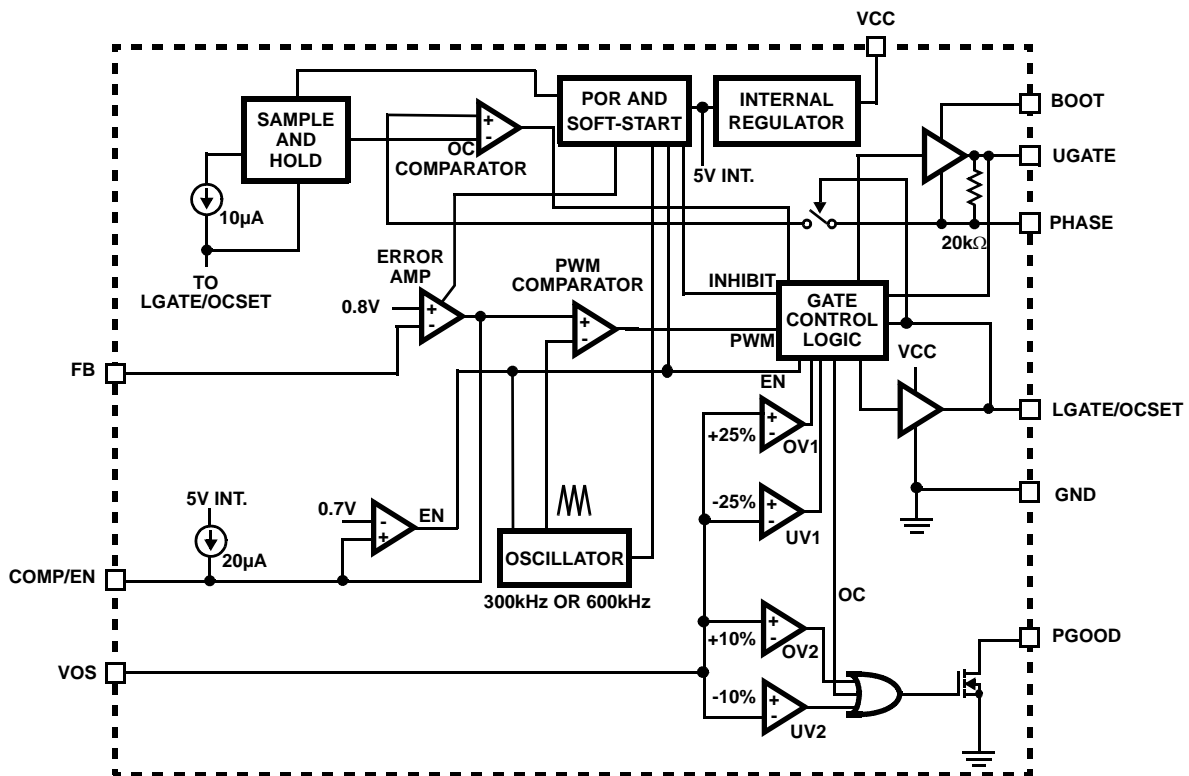 VCC
POR AND
SOFT-START
INTERNAL
REGULATOR
SAMPLE
AND
HOLD
+
-
OC
COMPARATOR
BOOT
UGATE
5V INT.
10µA
PHASE
20kΩ
TO
LGATE/OCSET
ERROR
AMP
PWM
COMPARATOR
INHIBIT
GATE
CONTROL
LOGIC
0.8V
+
-
+
-
PWM
VCC
FB
EN
LGATE/OCSET
+
-
+25%
OV1
5V INT.
0.7V
-
+
EN
-25%
+
-
UV1
GND
20µA
OSCILLATOR
COMP/EN
300kHz OR 600kHz
OC
+
-
+10%
OV2
PGOOD
VOS
-10%
+
-
UV2